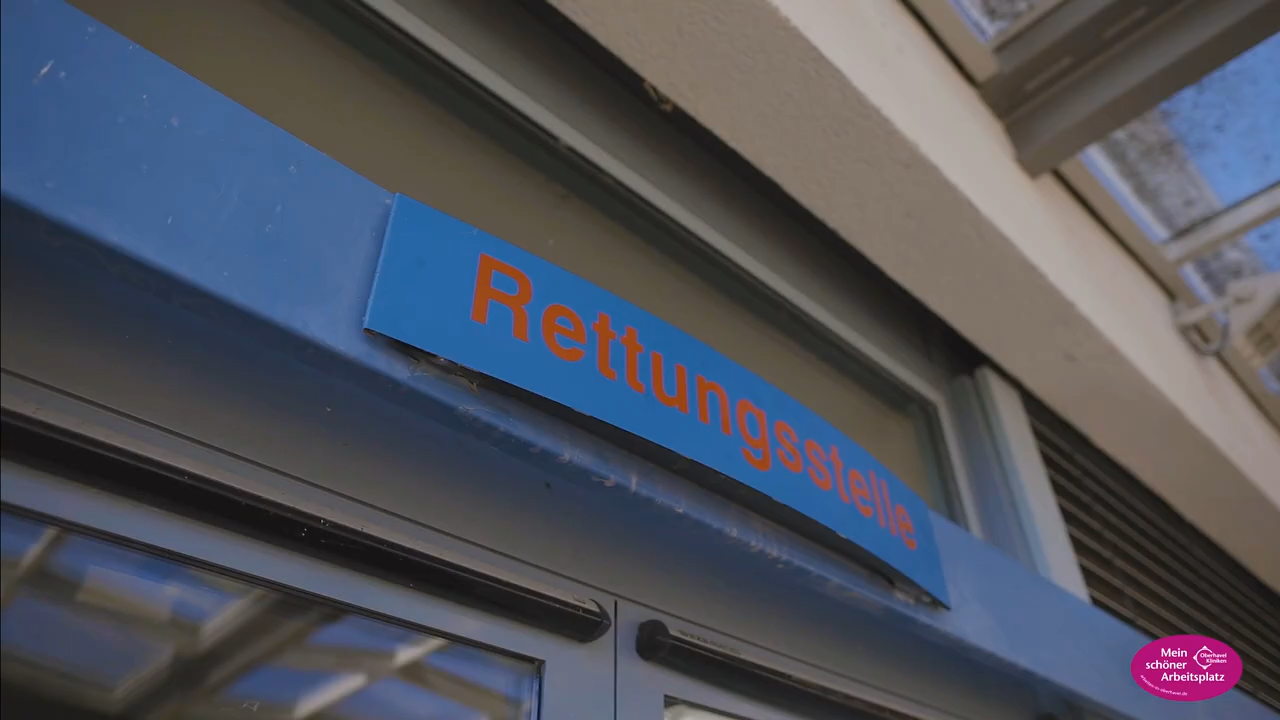 Rettungsstelle
Mein
schöner
Arbeitsplatz
Oberhavel
Kliniken